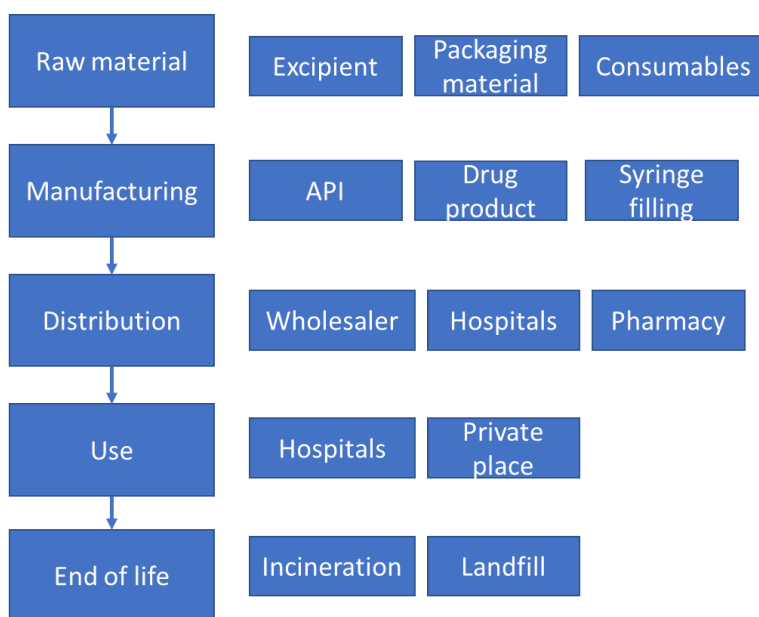 Raw material
Excipient
Packaging
material
Consumables
Manufacturing
API
Drug
product
Syringe
filling
Distribution
Wholesaler
Hospitals
Pharmacy
Use
Hospitals
Private
place
End of life
Incineration
Landfill